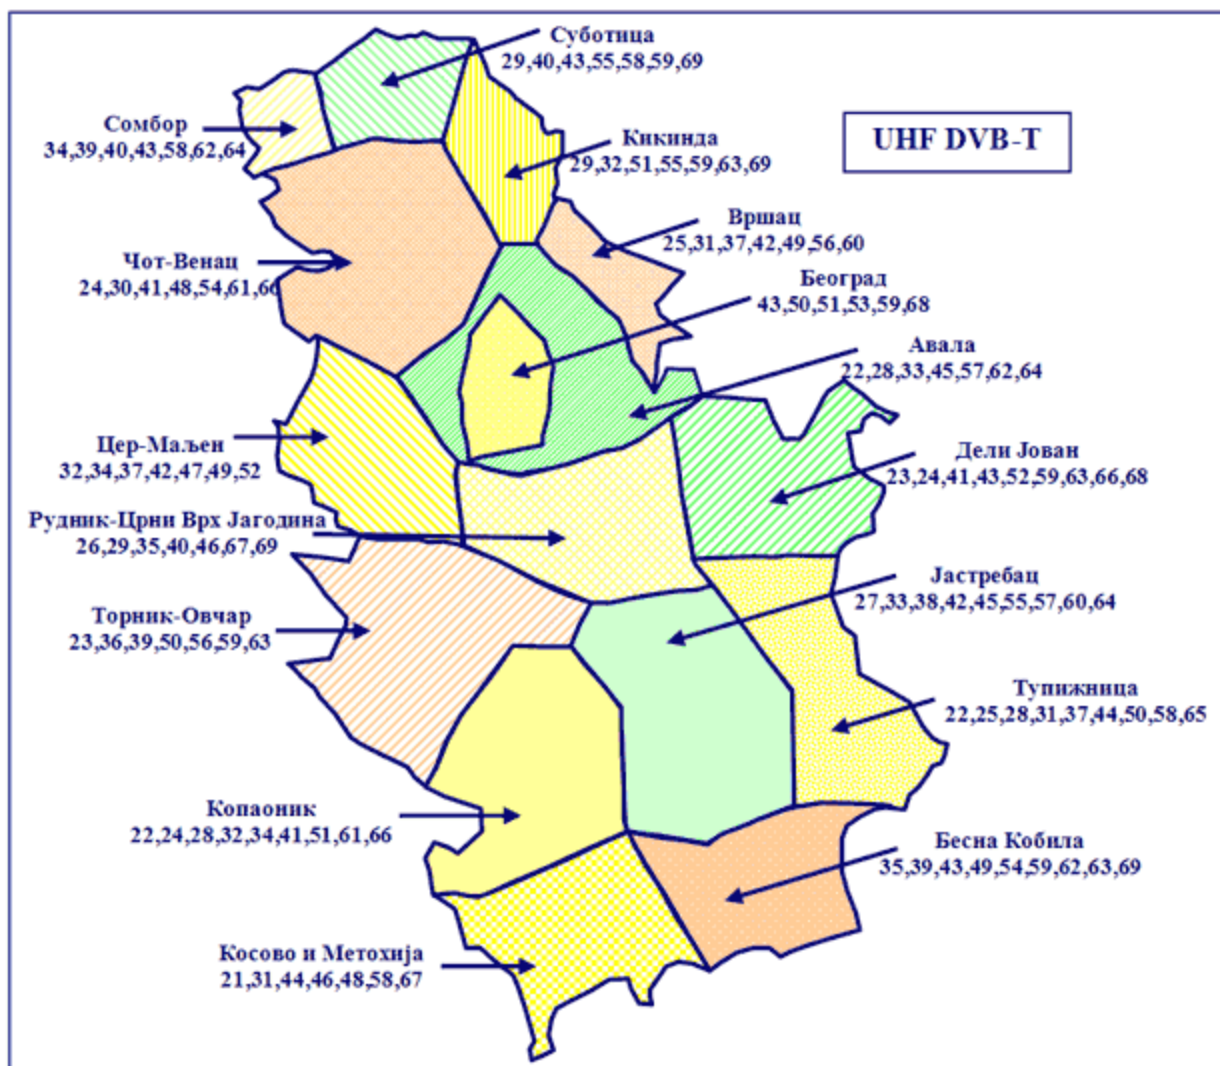 Суботица
29,40,43,55,58,59,69
Сомбор
34,39,40,43,58,62,64
UHF DVB-T
Кикинда
29,32,51,55,59,63,69
Вршац
25,31,37,42,49,56,60
Чот-Венац
24,30,41,48,54,61,66
Београд
43,50,51,53,59,68
Авала
22,28,33,45,57,62,64
Цер-Маљен
32,34,37,42,47,49,52
Дели Јован
23,24,41,43,52,59,63,66,68
Рудник-Црни Врх Јагодина
26,29,35,40,46,67,69
Јастребац
27,33,38,42,45,55,57,60,64
Торник-Овчар
23,36,39,50,56,59,63
Тупижница
22,25,28,31,37,44,50,58,65
Копаоник
22,24,28,32,34,41,51,61,66
Бесна Кобила
35,39,43,49,54,59,62,63,69
Косово и Метохија
21,31,44,46,48,58,67